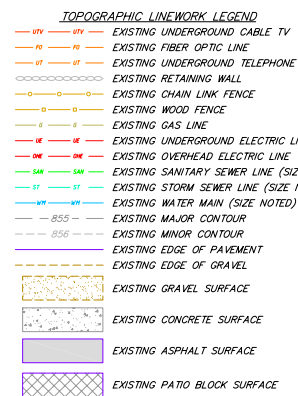 TOPOGRAPHIC LINEWORK LEGEND
UTV UTV EXISTING UNDERGROUND CABLE TV
FO FO EXISTING FIBER OPTIC LINE
UT UT EXISTING UNDERGROUND TELEPHONE
EXISTING RETAINING WALL
EXISTING CHAIN LINK FENCE
EXISTING WOOD FENCE
G G EXISTING GAS LINE
UE UE EXISTING UNDERGROUND ELECTRIC LI
OHE OHE EXISTING OVERHEAD ELECTRIC LINE
SAN SAN EXISTING SANITARY SEWER LINE (SIZ
ST ST EXISTING STORM SEWER LINE (SIZE
WM WM EXISTING WATER MAIN (SIZE NOTED)
855 EXISTING MAJOR CONTOUR
856 EXISTING MINOR CONTOUR
EXISTING EDGE OF PAVEMENT
EXISTING EDGE OF GRAVEL
EXISTING GRAVEL SURFACE
EXISTING CONCRETE SURFACE
EXISTING ASPHALT SURFACE
EXISTING PATIO BLOCK SURFACE